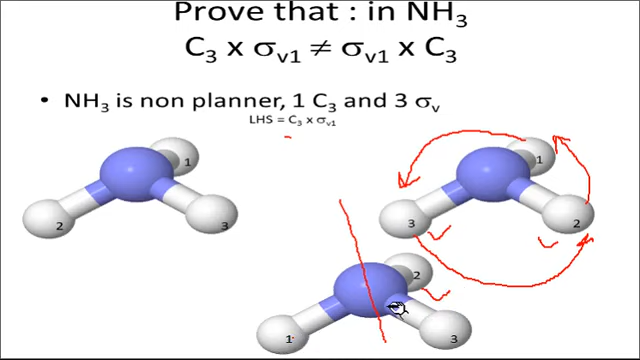 Prove that : in NH₃
C₃ x σᵥ₁ ≠ σᵥ₁ x C₃
• NH₃ is non planner, 1 C₃ and 3 σᵥ
LHS = C₃ x σᵥ₁
1
2
3
1
3
2
2
1
3